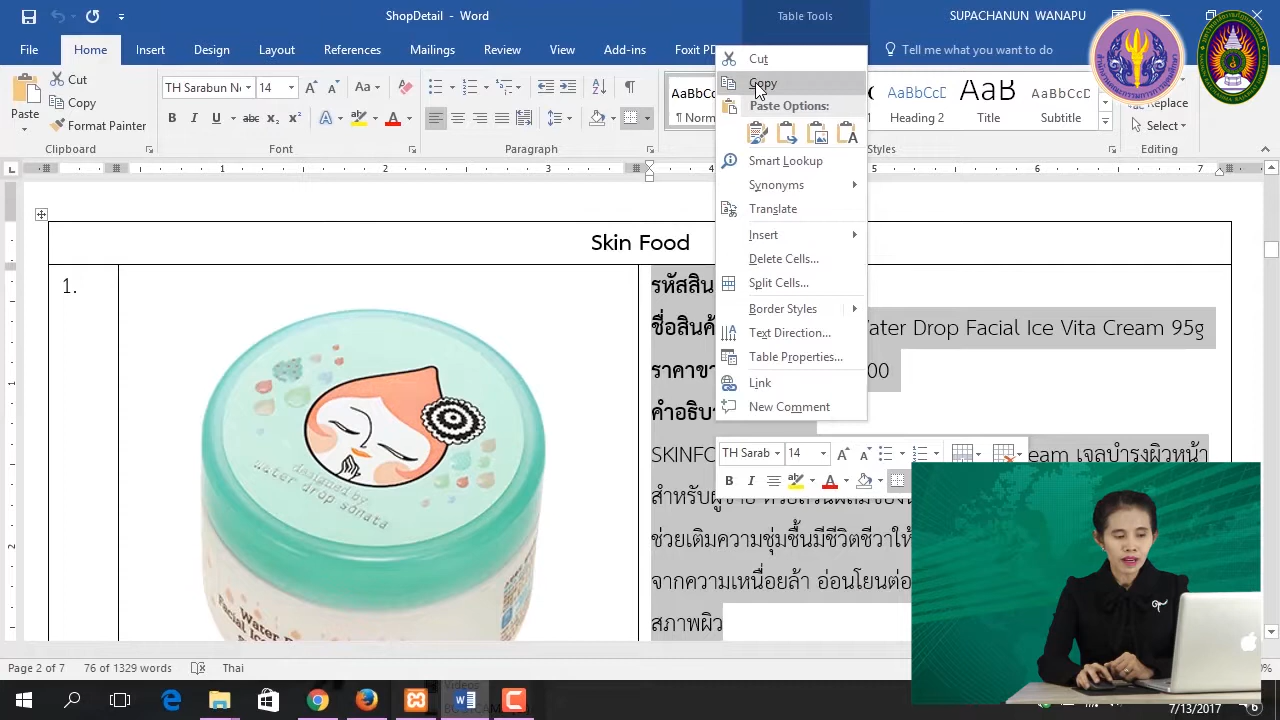 ShopDetail - Word
Table Tools
SUPACHANUN WANAPU
File
Home
Insert
Design
Layout
References
Mailings
Review
View
Add-ins
Foxit PD
Tell me what you want to do
Cut
Copy
Format Painter
Paste
Clipboard
TH Sarabun N
14
Font
Paragraph
AaBbCcD
¶ Norm
AaBbCcD
Heading 2
AaB
Title
AaBbCcD
Subtitle
Styles
Replace
Select
Editing
Cut
Copy
Paste Options:
Smart Lookup
Synonyms
Translate
Insert
Delete Cells...
Split Cells...
Border Styles
Text Direction...
Table Properties...
Link
New Comment
TH Sarab
14
Skin Food
1.
รหัสสิน
ชื่อสินค้
ater Drop Facial Ice Vita Cream 95g
ราคาขา
00
คำอธิบา
SKINFO
eam เจลบำรุงผิวหน้า
ช่วยเติมความชุ่มชื้นมีชีวิตชีวาให้
จากความเหนื่อยล้า อ่อนโยนต่อ
สภาพผิว
designed by
water drop sonata
Page 2 of 7
76 of 1329 words
Thai
Videos
7/13/2017